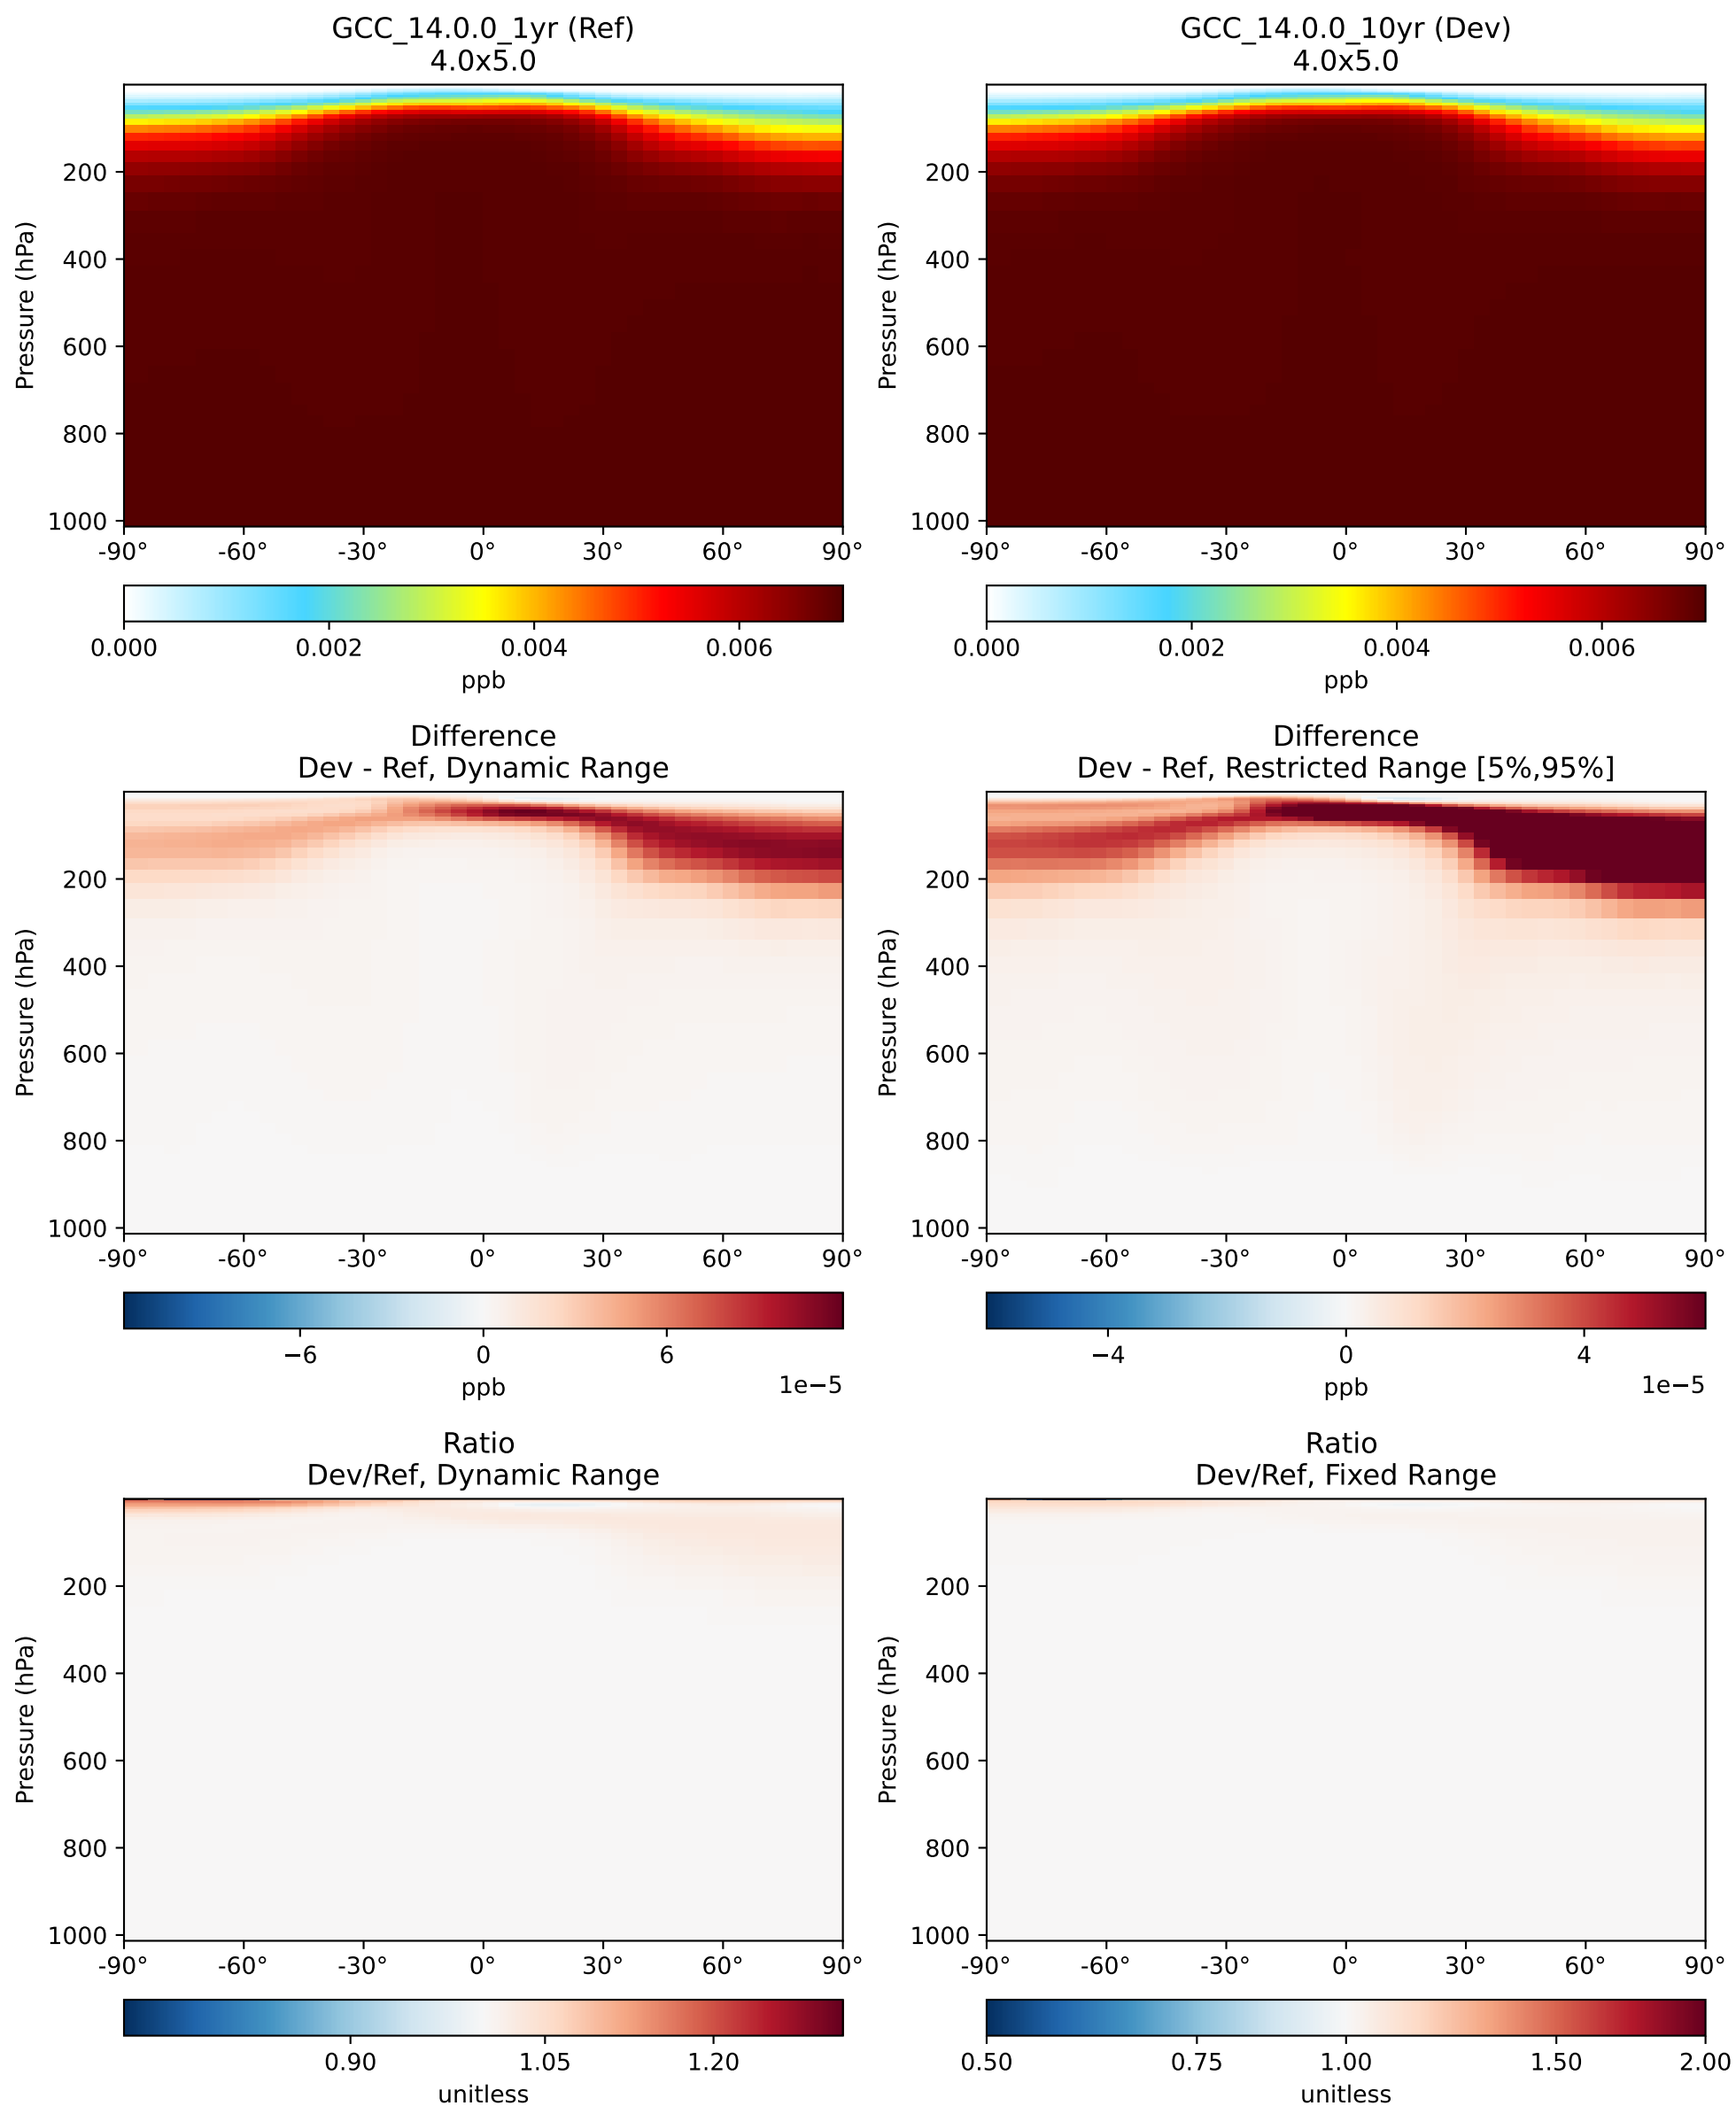 GCC_14.0.0_1yr (Ref)
4.0x5.0
Pressure (hPa)
200
400
600
800
1000
-90° -60° -30° 0° 30° 60° 90°
0.000 0.002 0.004 0.006
ppb
GCC_14.0.0_10yr (Dev)
4.0x5.0
Pressure (hPa)
200
400
600
800
1000
-90° -60° -30° 0° 30° 60° 90°
0.000 0.002 0.004 0.006
ppb
Difference
Dev - Ref, Dynamic Range
Pressure (hPa)
200
400
600
800
1000
-90° -60° -30° 0° 30° 60° 90°
−6 0 6
ppb
1e−5
Difference
Dev - Ref, Restricted Range [5%,95%]
Pressure (hPa)
200
400
600
800
1000
-90° -60° -30° 0° 30° 60° 90°
−4 0 4
ppb
1e−5
Ratio
Dev/Ref, Dynamic Range
Pressure (hPa)
200
400
600
800
1000
-90° -60° -30° 0° 30° 60° 90°
0.90 1.05 1.20
unitless
Ratio
Dev/Ref, Fixed Range
Pressure (hPa)
200
400
600
800
1000
-90° -60° -30° 0° 30° 60° 90°
0.50 0.75 1.00 1.50 2.00
unitless